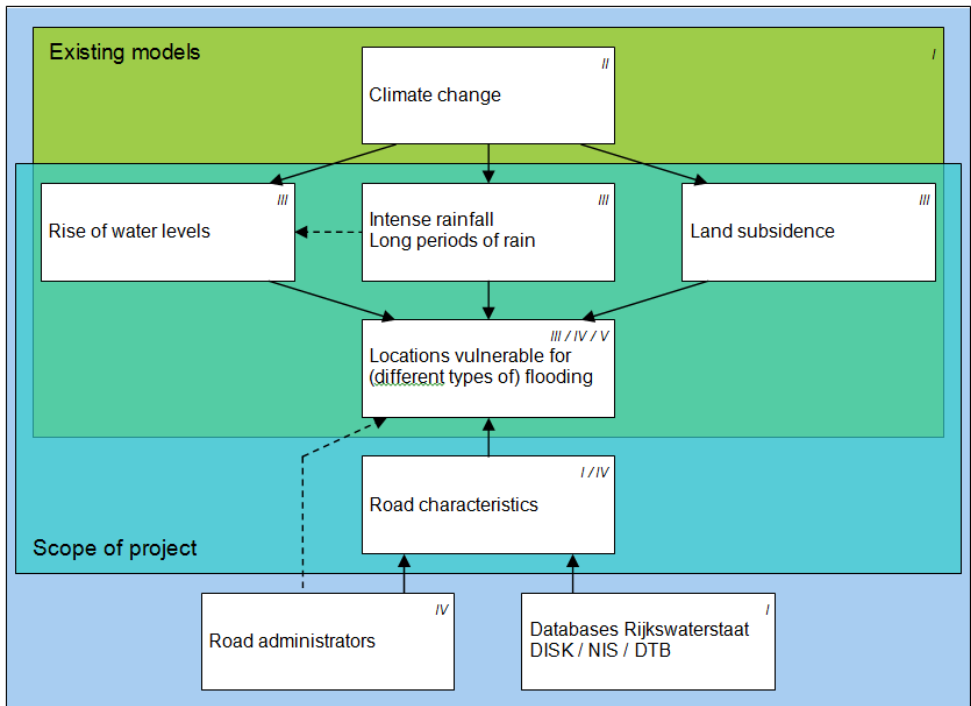 Existing models
I
II
Climate change
III
Rise of water levels
III
Intense rainfall
Long periods of rain
III
Land subsidence
III / IV / V
Locations vulnerable for
(different types of) flooding
I / IV
Road characteristics
Scope of project
IV
Road administrators
I
Databases Rijkswaterstaat
DISK / NIS / DTB